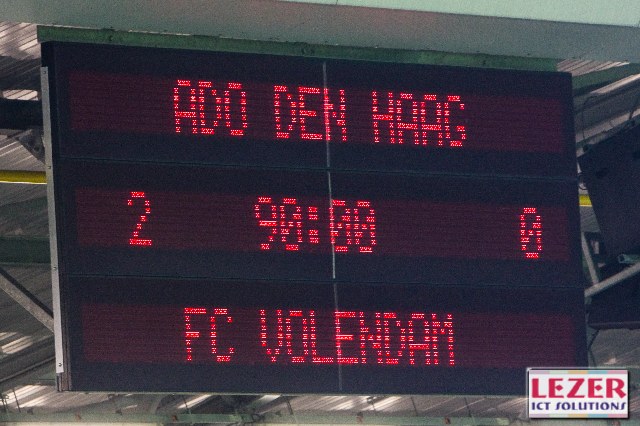 ADO DEN HAAG
2 90:00 0
FC VOLENDAM
LEZER
ICT SOLUTIONS